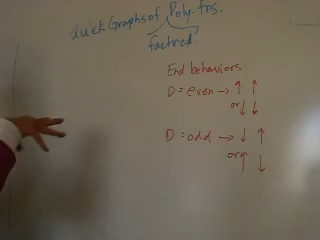 Quick Graphs of Poly. fns.
factored.
End behaviors
D = even → ↑ ↑
or ↓ ↓
D = odd → ↓ ↑
or ↑ ↓